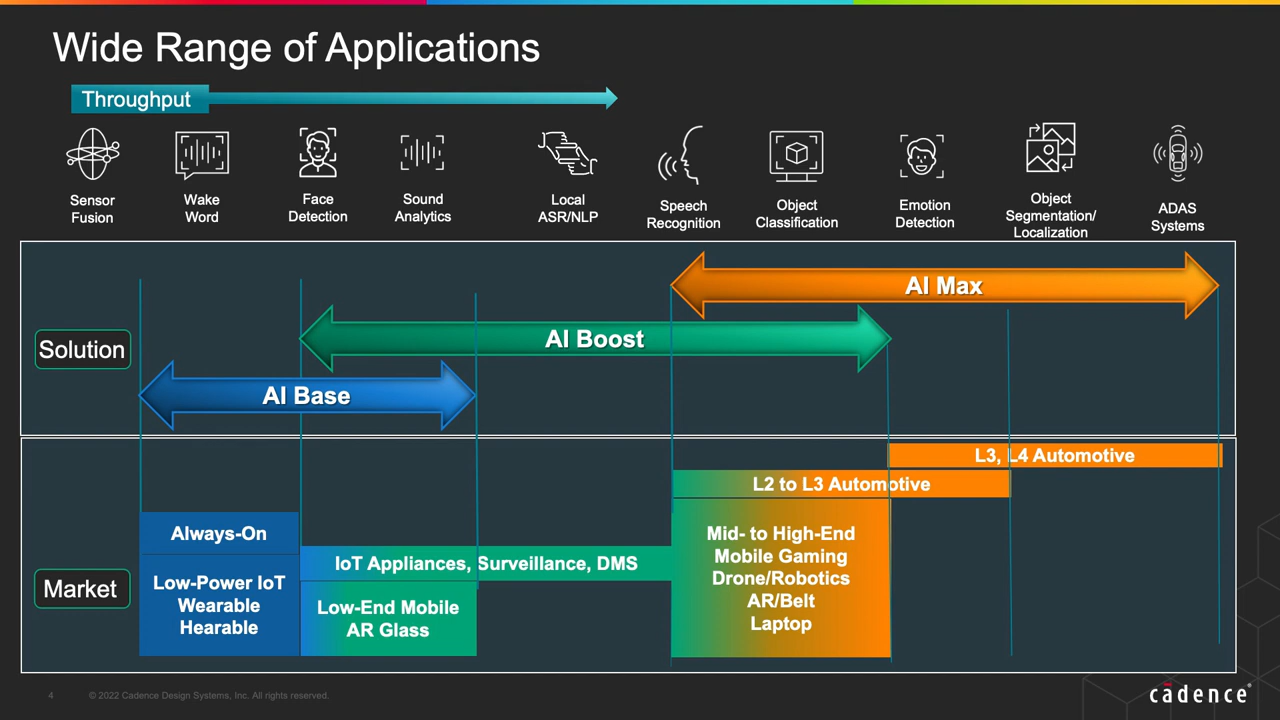 Wide Range of Applications
Throughput
Sensor
Fusion
Wake
Word
Face
Detection
Sound
Analytics
Local
ASR/NLP
Speech
Recognition
Object
Classification
Emotion
Detection
Object
Segmentation/
Localization
ADAS
Systems
Solution
AI Max
AI Boost
AI Base
Market
L3, L4 Automotive
L2 to L3 Automotive
Always-On
Low-Power IoT
Wearable
Hearable
IoT Appliances, Surveillance, DMS
Low-End Mobile
AR Glass
Mid- to High-End
Mobile Gaming
Drone/Robotics
AR/Belt
Laptop
4 © 2022 Cadence Design Systems, Inc. All rights reserved.
cādence®